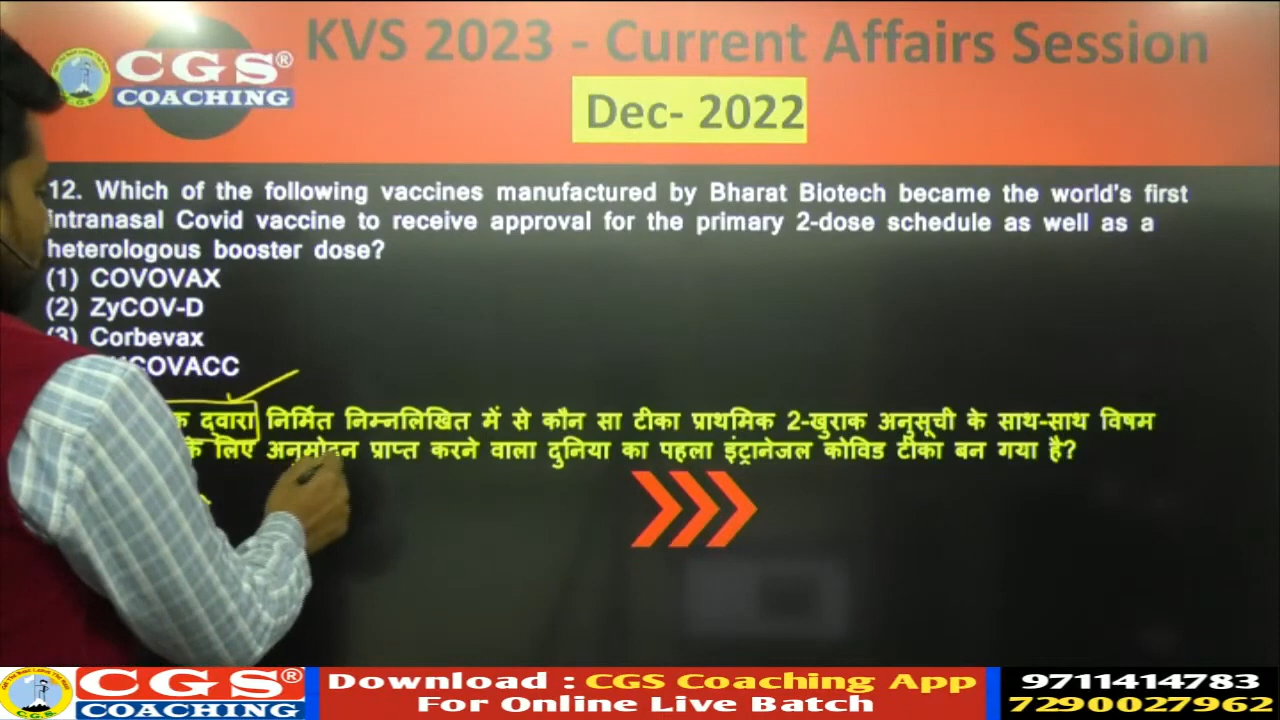 KVS 2023 - Current Affairs Session
CGS®
COACHING
Dec- 2022
12. Which of the following vaccines manufactured by Bharat Biotech became the world's first
intranasal Covid vaccine to receive approval for the primary 2-dose schedule as well as a
heterologous booster dose?
(1) COVOVAX
(2) ZyCOV-D
(3) Corbevax
COVACC
क दवारा निर्मित निम्नलिखित में से कौन सा टीका प्राथमिक 2-खुराक अनुसूची के साथ-साथ विषम
के लिए अनुमोदन प्राप्त करने वाला दुनिया का पहला इंट्रानेजल कोविड टीका बन गया है?
CGS®
COACHING
Download : CGS Coaching App
For Online Live Batch
9711414783
7290027962